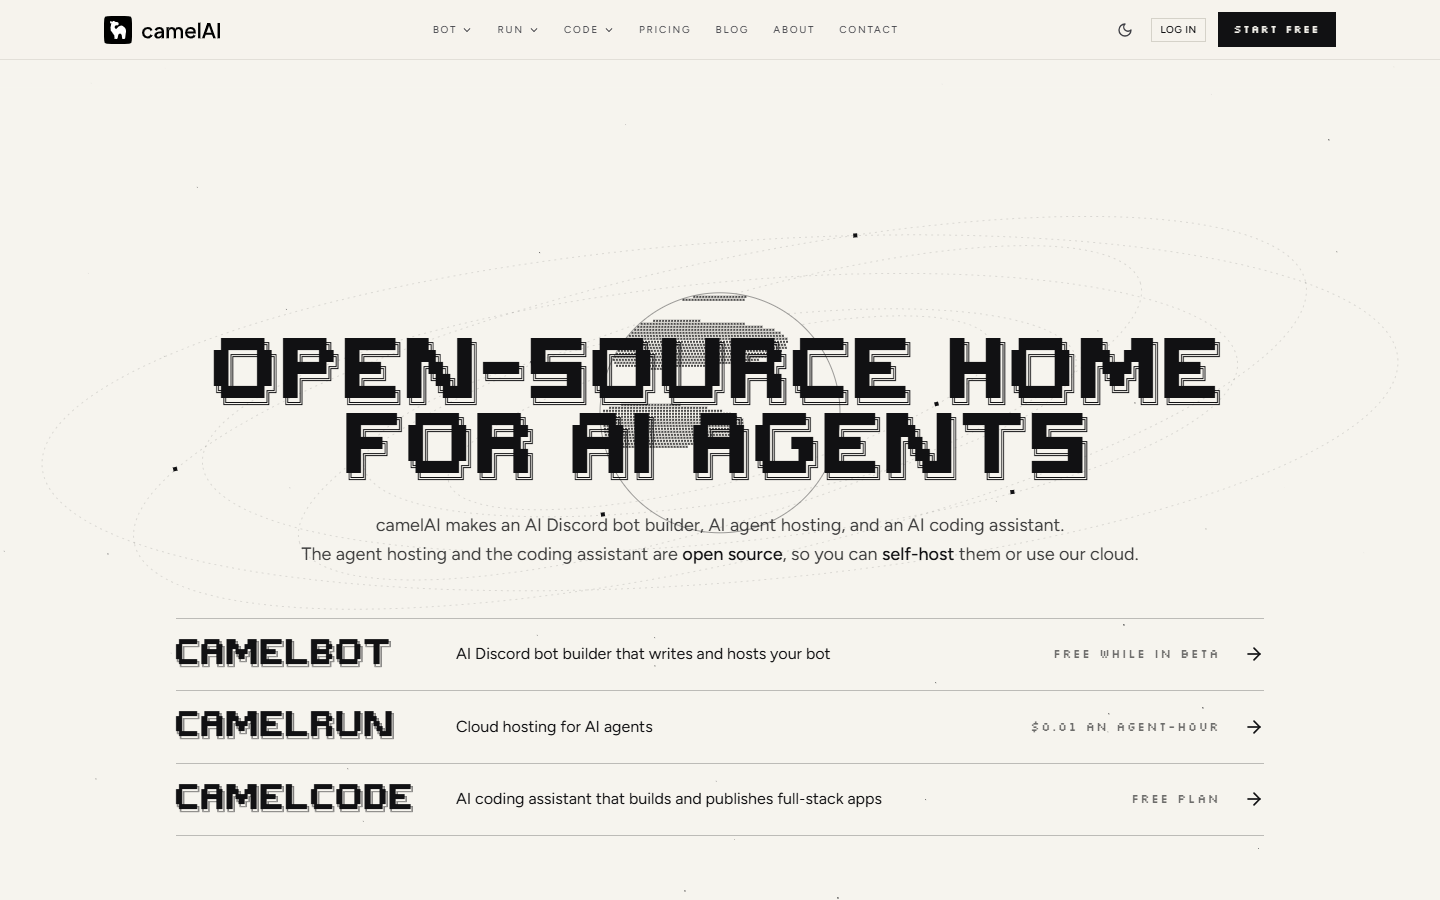 camelAI
BOT RUN CODE PRICING BLOG ABOUT CONTACT
LOG IN
START FREE
OPEN-SOURCE HOME
FOR AI AGENTS
camelAI makes an AI Discord bot builder, AI agent hosting, and an AI coding assistant.
The agent hosting and the coding assistant are open source, so you can self-host them or use our cloud.
CAMELBOT
AI Discord bot builder that writes and hosts your bot
FREE WHILE IN BETA
CAMELRUN
Cloud hosting for AI agents
$0.01 AN AGENT-HOUR
CAMELCODE
AI coding assistant that builds and publishes full-stack apps
FREE PLAN